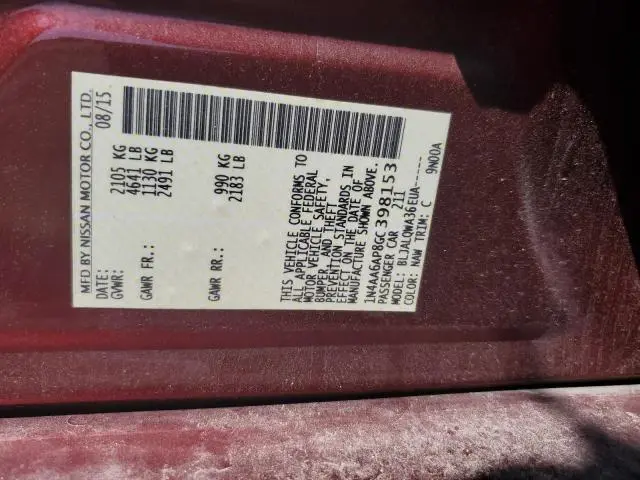 MFD BY NISSAN MOTOR CO., LTD.
DATE: 08/15
GVWR: 2105 KG
4641 LB
GAWR FR.: 1130 KG
2491 LB
GAWR RR.: 990 KG
2183 LB
THIS VEHICLE CONFORMS TO
ALL APPLICABLE FEDERAL
MOTOR VEHICLE SAFETY,
BUMPER, AND THEFT
PREVENTION STANDARDS IN
EFFECT ON THE DATE OF
MANUFACTURE SHOWN ABOVE.
1N4AA6AP8GC398153
PASSENGER CAR 211
MODEL: BLJALQWA36EUA-----
COLOR: NAW TRIM: C 9N00A